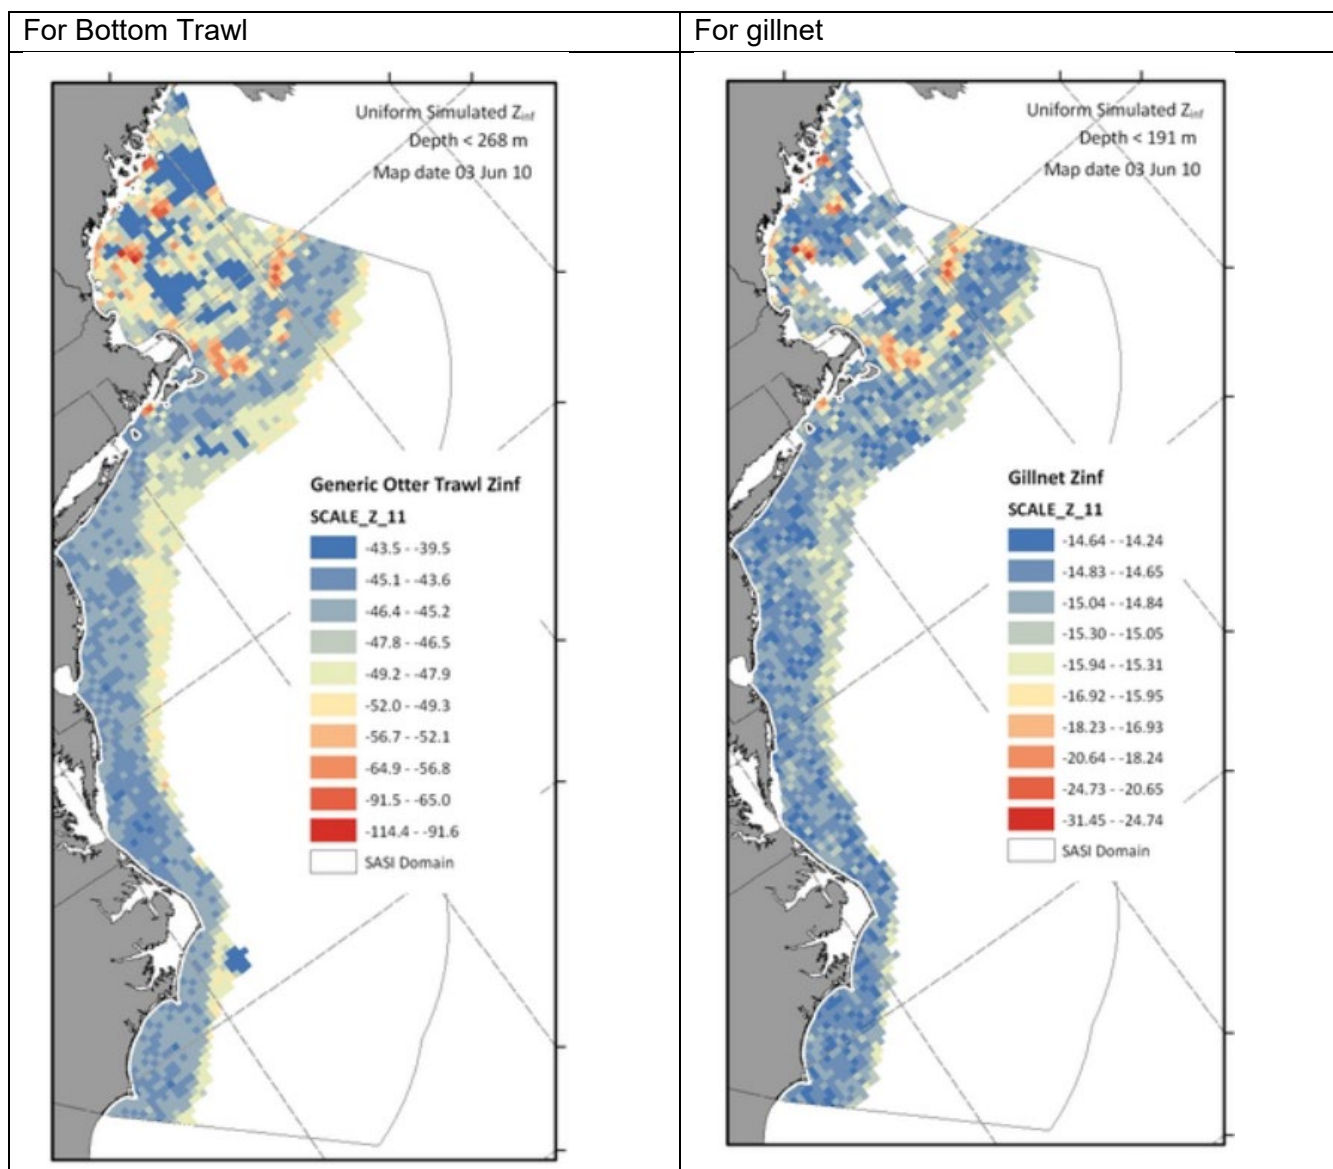 For Bottom Trawl
For gillnet
Uniform Simulated Zinf
Depth < 268 m
Map date 03 Jun 10
Generic Otter Trawl Zinf
SCALE_Z_11
-43.5 - -39.5
-45.1 - -43.6
-46.4 - -45.2
-47.8 - -46.5
-49.2 - -47.9
-52.0 - -49.3
-56.7 - -52.1
-64.9 - -56.8
-91.5 - -65.0
-114.4 - -91.6
SASI Domain
Uniform Simulated Zinf
Depth < 191 m
Map date 03 Jun 10
Gillnet Zinf
SCALE_Z_11
-14.64 - -14.24
-14.83 - -14.65
-15.04 - -14.84
-15.30 - -15.05
-15.94 - -15.31
-16.92 - -15.95
-18.23 - -16.93
-20.64 - -18.24
-24.73 - -20.65
-31.45 - -24.74
SASI Domain